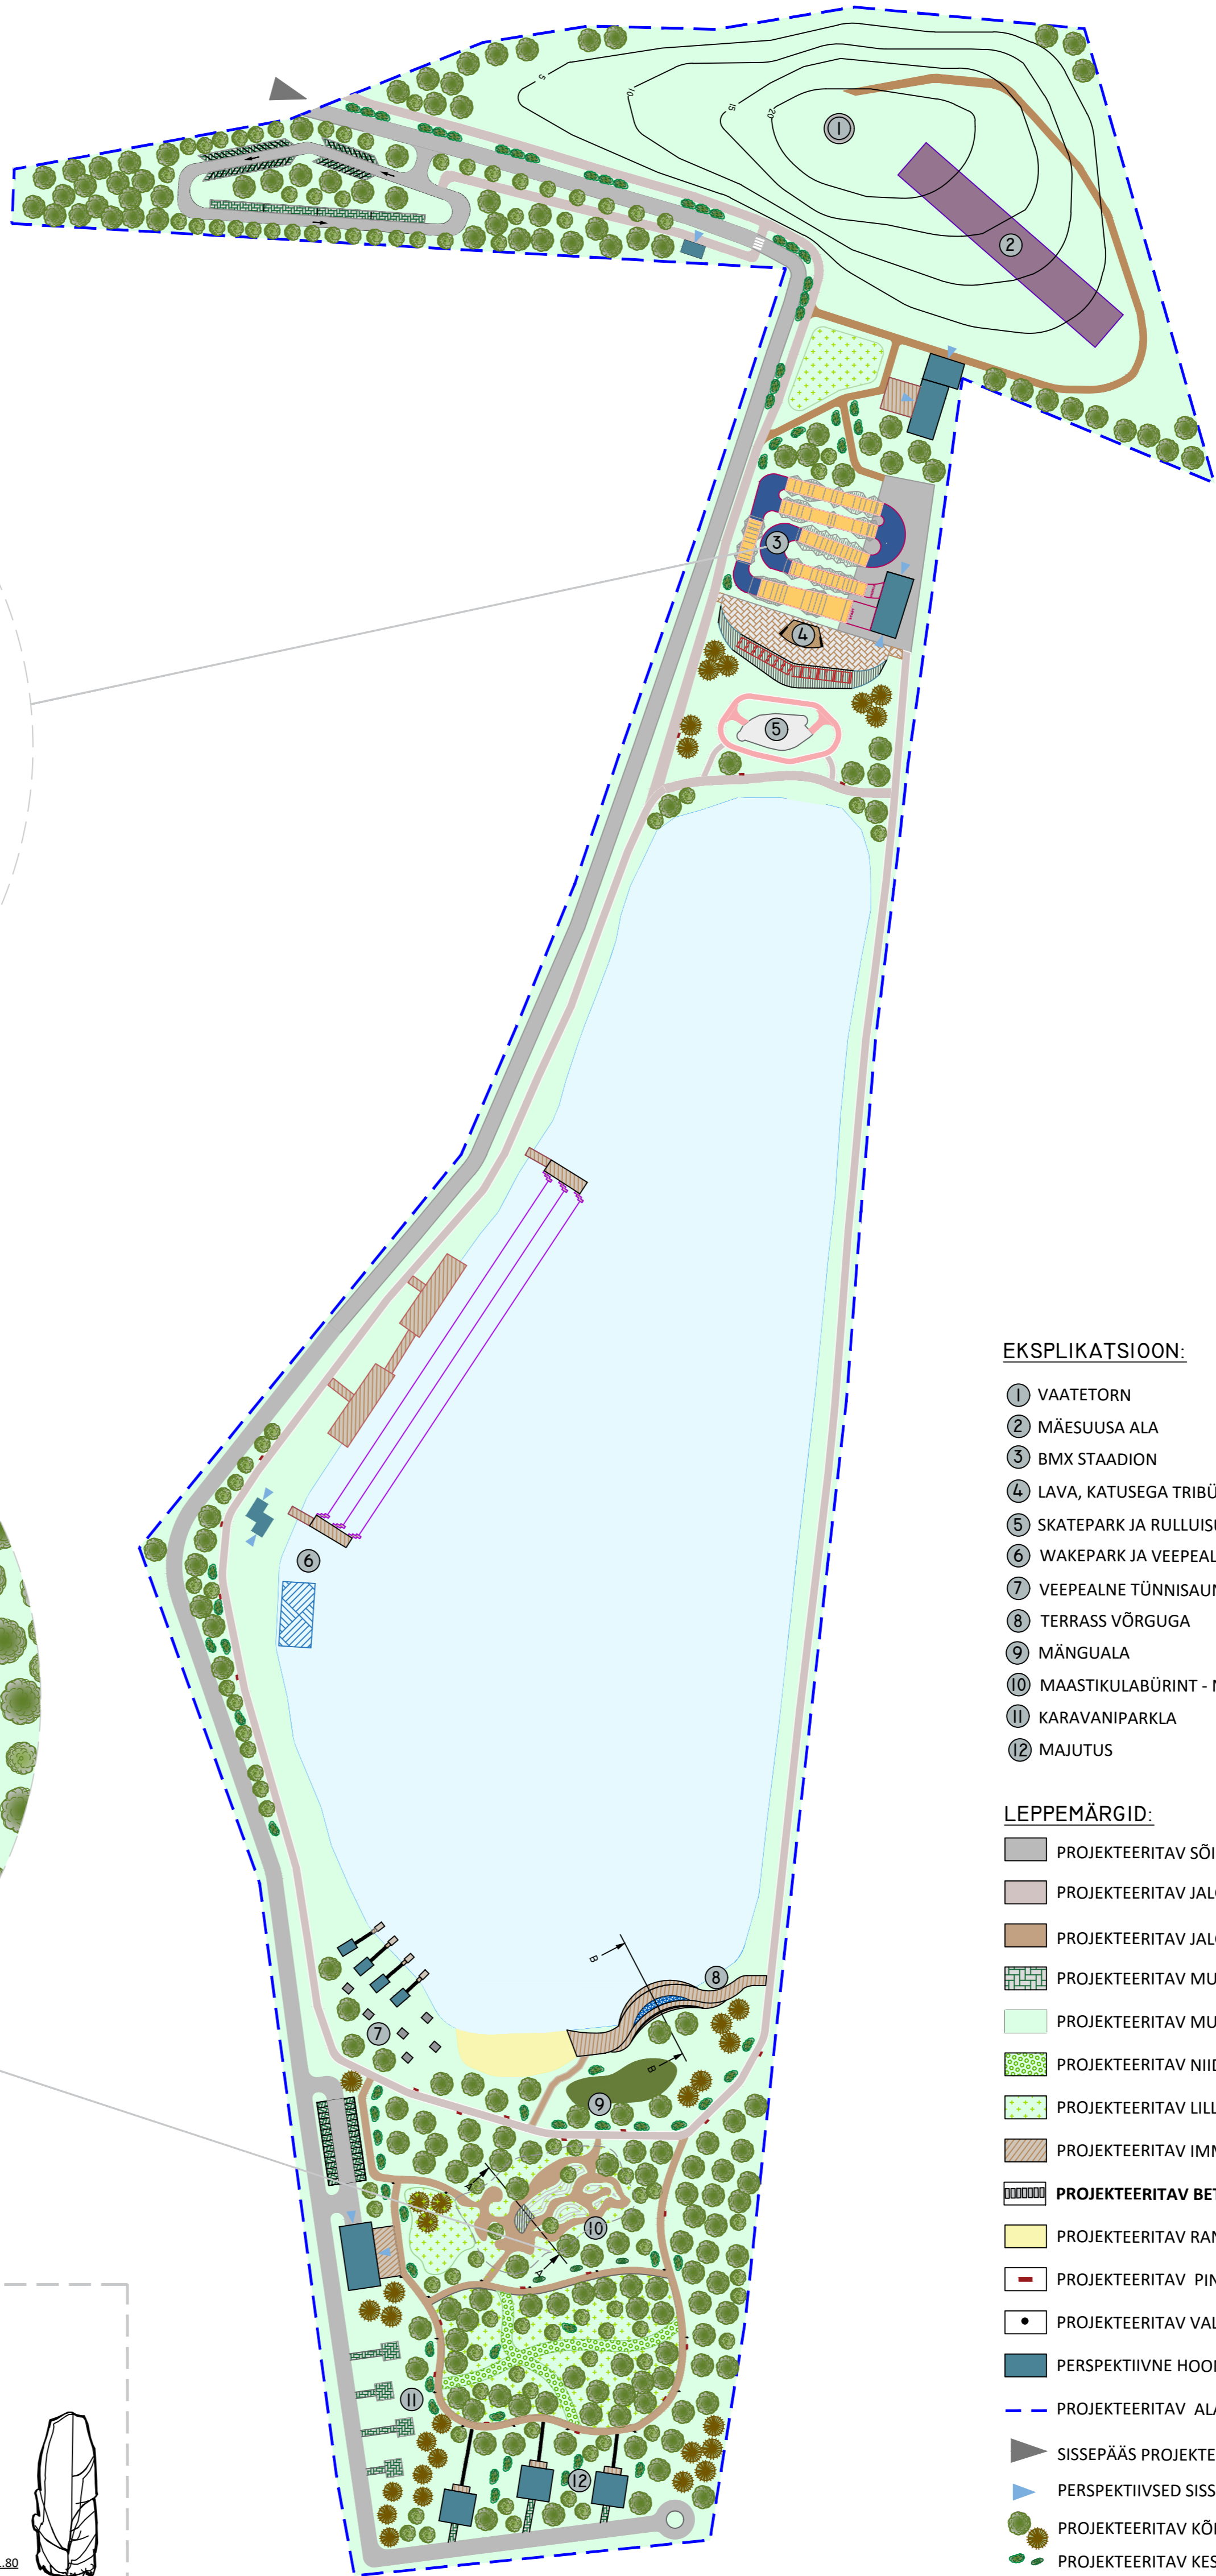 5
10
15
20
1
2
3
4
5
6
B
8
7
B
9
A
10
A
11
12
EKSPLIKATSIOON:
1 VAATETORN
2 MÄESUUSA ALA
3 BMX STAADION
4 LAVA, KATUSEGA TRIBÜ
5 SKATEPARK JA RULLUISU
6 WAKEPARK JA VEEPEAL
7 VEEPEALNE TÜNNISAUN
8 TERRASS VÕRGUGA
9 MÄNGUALA
10 MAASTIKULABÜRINT -
11 KARAVANIPARKLA
12 MAJUTUS
LEPPEMÄRGID:
PROJEKTEERITAV SÕI
PROJEKTEERITAV JAL
PROJEKTEERITAV JAL
PROJEKTEERITAV MU
PROJEKTEERITAV MU
PROJEKTEERITAV NIID
PROJEKTEERITAV LILL
PROJEKTEERITAV IMM
PROJEKTEERITAV BET
PROJEKTEERITAV RAN
PROJEKTEERITAV PIN
PROJEKTEERITAV VAL
PERSPEKTIIVNE HOO
PROJEKTEERITAV ALA
SISSEPÄÄS PROJEKTE
PERSPEKTIIVSED SISS
PROJEKTEERITAV KÕ
PROJEKTEERITAV KES
.80